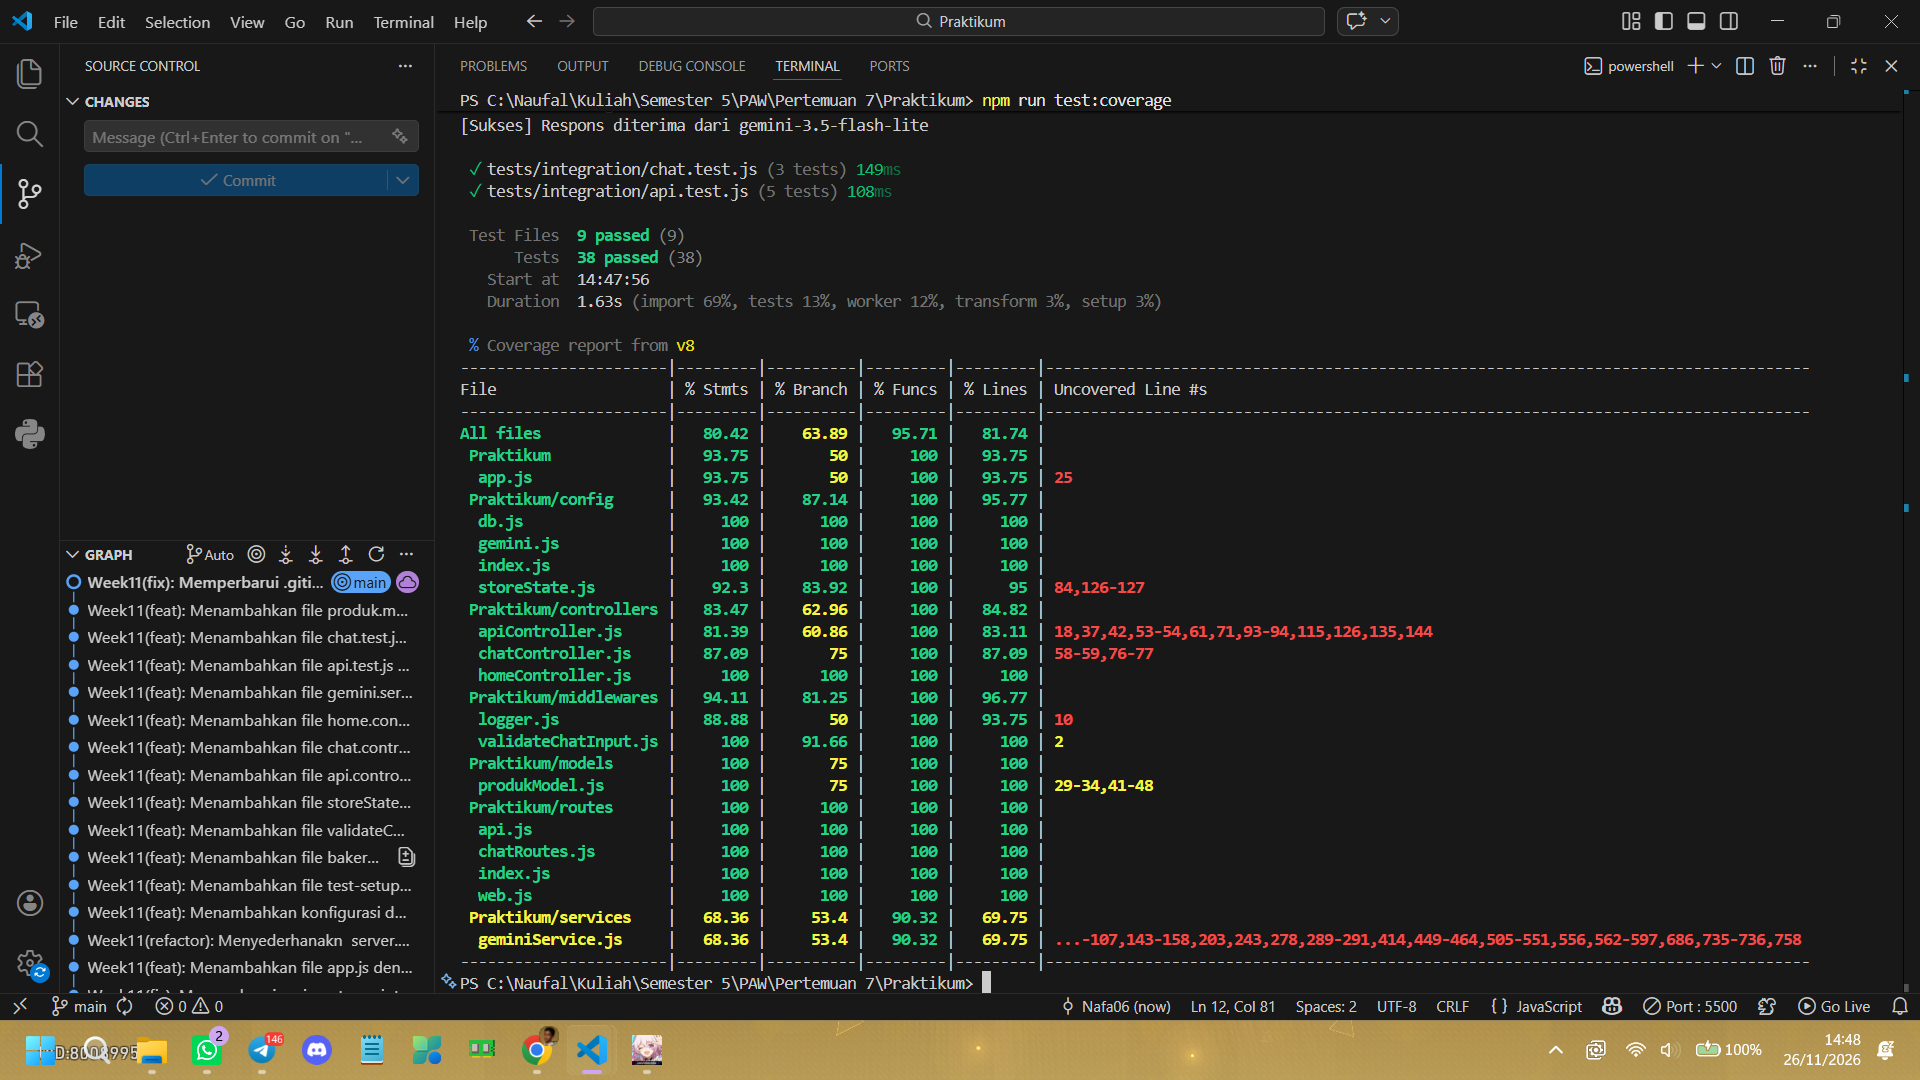 File Edit Selection View Go Run Terminal Help
Praktikum
SOURCE CONTROL
CHANGES
Message (Ctrl+Enter to commit on "...
Commit
GRAPH
Auto
Week11(fix): Memperbarui .giti... main
Week11(feat): Menambahkan file produk.m...
Week11(feat): Menambahkan file chat.test.j...
Week11(feat): Menambahkan file api.test.js ...
Week11(feat): Menambahkan file gemini.ser...
Week11(feat): Menambahkan file home.con...
Week11(feat): Menambahkan file chat.contr...
Week11(feat): Menambahkan file api.contro...
Week11(feat): Menambahkan file storeState...
Week11(feat): Menambahkan file validateC...
Week11(feat): Menambahkan file baker...
Week11(feat): Menambahkan file test-setup...
Week11(feat): Menambahkan konfigurasi d...
Week11(refactor): Menyederhanakn server....
Week11(feat): Menambahkan file app.js den...
PROBLEMS OUTPUT DEBUG CONSOLE TERMINAL PORTS
powershell
PS C:\Naufal\Kuliah\Semester 5\PAW\Pertemuan 7\Praktikum> npm run test:coverage
[Sukses] Respons diterima dari gemini-3.5-flash-lite
✓ tests/integration/chat.test.js (3 tests) 149ms
✓ tests/integration/api.test.js (5 tests) 108ms
Test Files 9 passed (9)
Tests 38 passed (38)
Start at 14:47:56
Duration 1.63s (import 69%, tests 13%, worker 12%, transform 3%, setup 3%)
% Coverage report from v8
File | % Stmts | % Branch | % Funcs | % Lines | Uncovered Line #s
All files | 80.42 | 63.89 | 95.71 | 81.74 |
Praktikum | 93.75 | 50 | 100 | 93.75 |
app.js | 93.75 | 50 | 100 | 93.75 | 25
Praktikum/config | 93.42 | 87.14 | 100 | 95.77 |
db.js | 100 | 100 | 100 | 100 |
gemini.js | 100 | 100 | 100 | 100 |
index.js | 100 | 100 | 100 | 100 |
storeState.js | 92.3 | 83.92 | 100 | 95 | 84,126-127
Praktikum/controllers | 83.47 | 62.96 | 100 | 84.82 |
apiController.js | 81.39 | 60.86 | 100 | 83.11 | 18,37,42,53-54,61,71,93-94,115,126,135,144
chatController.js | 87.09 | 75 | 100 | 87.09 | 58-59,76-77
homeController.js | 100 | 100 | 100 | 100 |
Praktikum/middlewares | 94.11 | 81.25 | 100 | 96.77 |
logger.js | 88.88 | 50 | 100 | 93.75 | 10
validateChatInput.js | 100 | 91.66 | 100 | 100 | 2
Praktikum/models | 100 | 75 | 100 | 100 |
produkModel.js | 100 | 75 | 100 | 100 | 29-34,41-48
Praktikum/routes | 100 | 100 | 100 | 100 |
api.js | 100 | 100 | 100 | 100 |
chatRoutes.js | 100 | 100 | 100 | 100 |
index.js | 100 | 100 | 100 | 100 |
web.js | 100 | 100 | 100 | 100 |
Praktikum/services | 68.36 | 53.4 | 90.32 | 69.75 |
geminiService.js | 68.36 | 53.4 | 90.32 | 69.75 | ...-107,143-158,203,243,278,289-291,414,449-464,505-551,556,562-597,686,735-736,758
PS C:\Naufal\Kuliah\Semester 5\PAW\Pertemuan 7\Praktikum>
main 0 0 Nafa06 (now) Ln 12, Col 81 Spaces: 2 UTF-8 CRLF { } JavaScript Port : 5500 Go Live
2 146 100% 14:48
26/11/2026